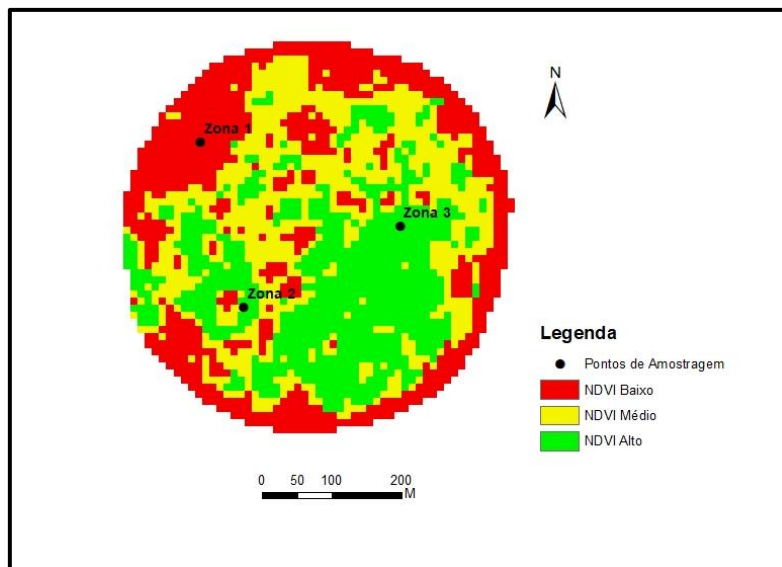 N
Zona 1
Zona 3
Zona 2
Legenda
Pontos de Amostragem
NDVI Baixo
NDVI Médio
NDVI Alto
0 50 100 200
M